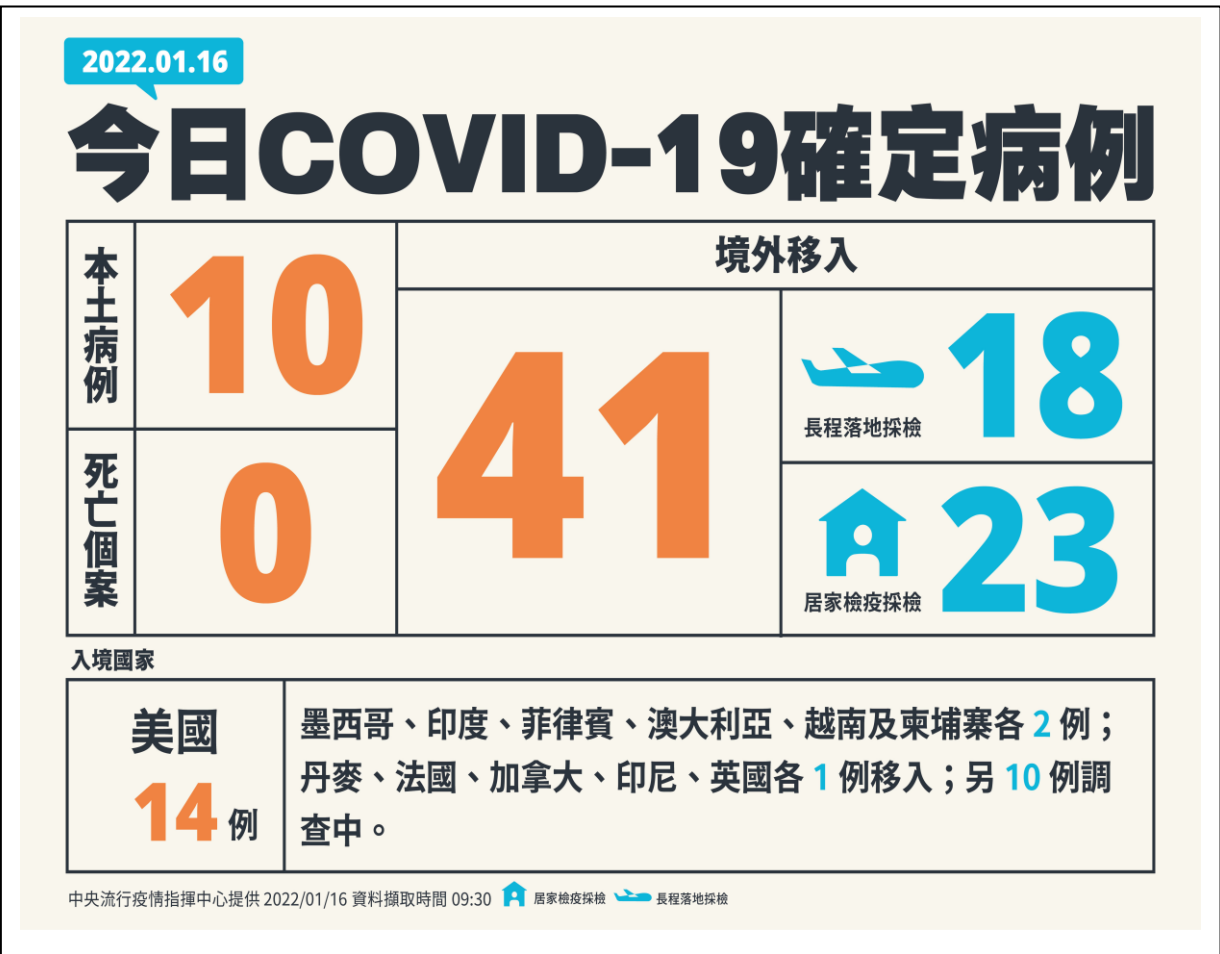 2022.01.16
今日COVID-19確定病例
本土病例
10
死亡個案
0
境外移入
41
長程落地採檢
18
居家檢疫採檢
23
入境國家
美國
14 例
墨西哥、印度、菲律賓、澳大利亞、越南及柬埔寨各 2 例；
丹麥、法國、加拿大、印尼、英國各 1 例移入；另 10 例調
查中。
中央流行疫情指揮中心提供 2022/01/16 資料擷取時間 09:30 居家檢疫採檢 長程落地採檢